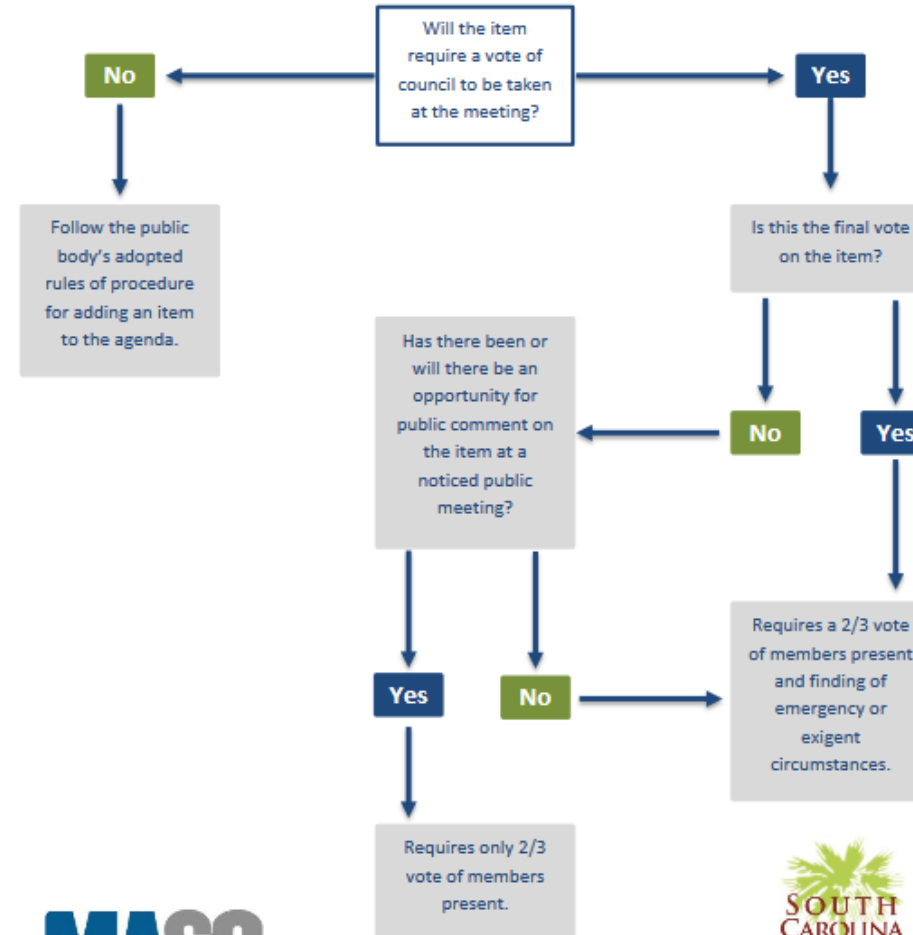 Will the item
require a vote of
council to be taken
at the meeting?
No
Yes
Follow the public
body's adopted
rules of procedure
for adding an item
to the agenda.
Is this the final vote
on the item?
Has there been or
will there be an
opportunity for
public comment on
the item at a
noticed public
meeting?
No
Yes
Requires a 2/3 vote
of members present
and finding of
emergency or
exigent
circumstances.
Yes
No
Requires only 2/3
vote of members
present.
SOUTH
CAROLINA